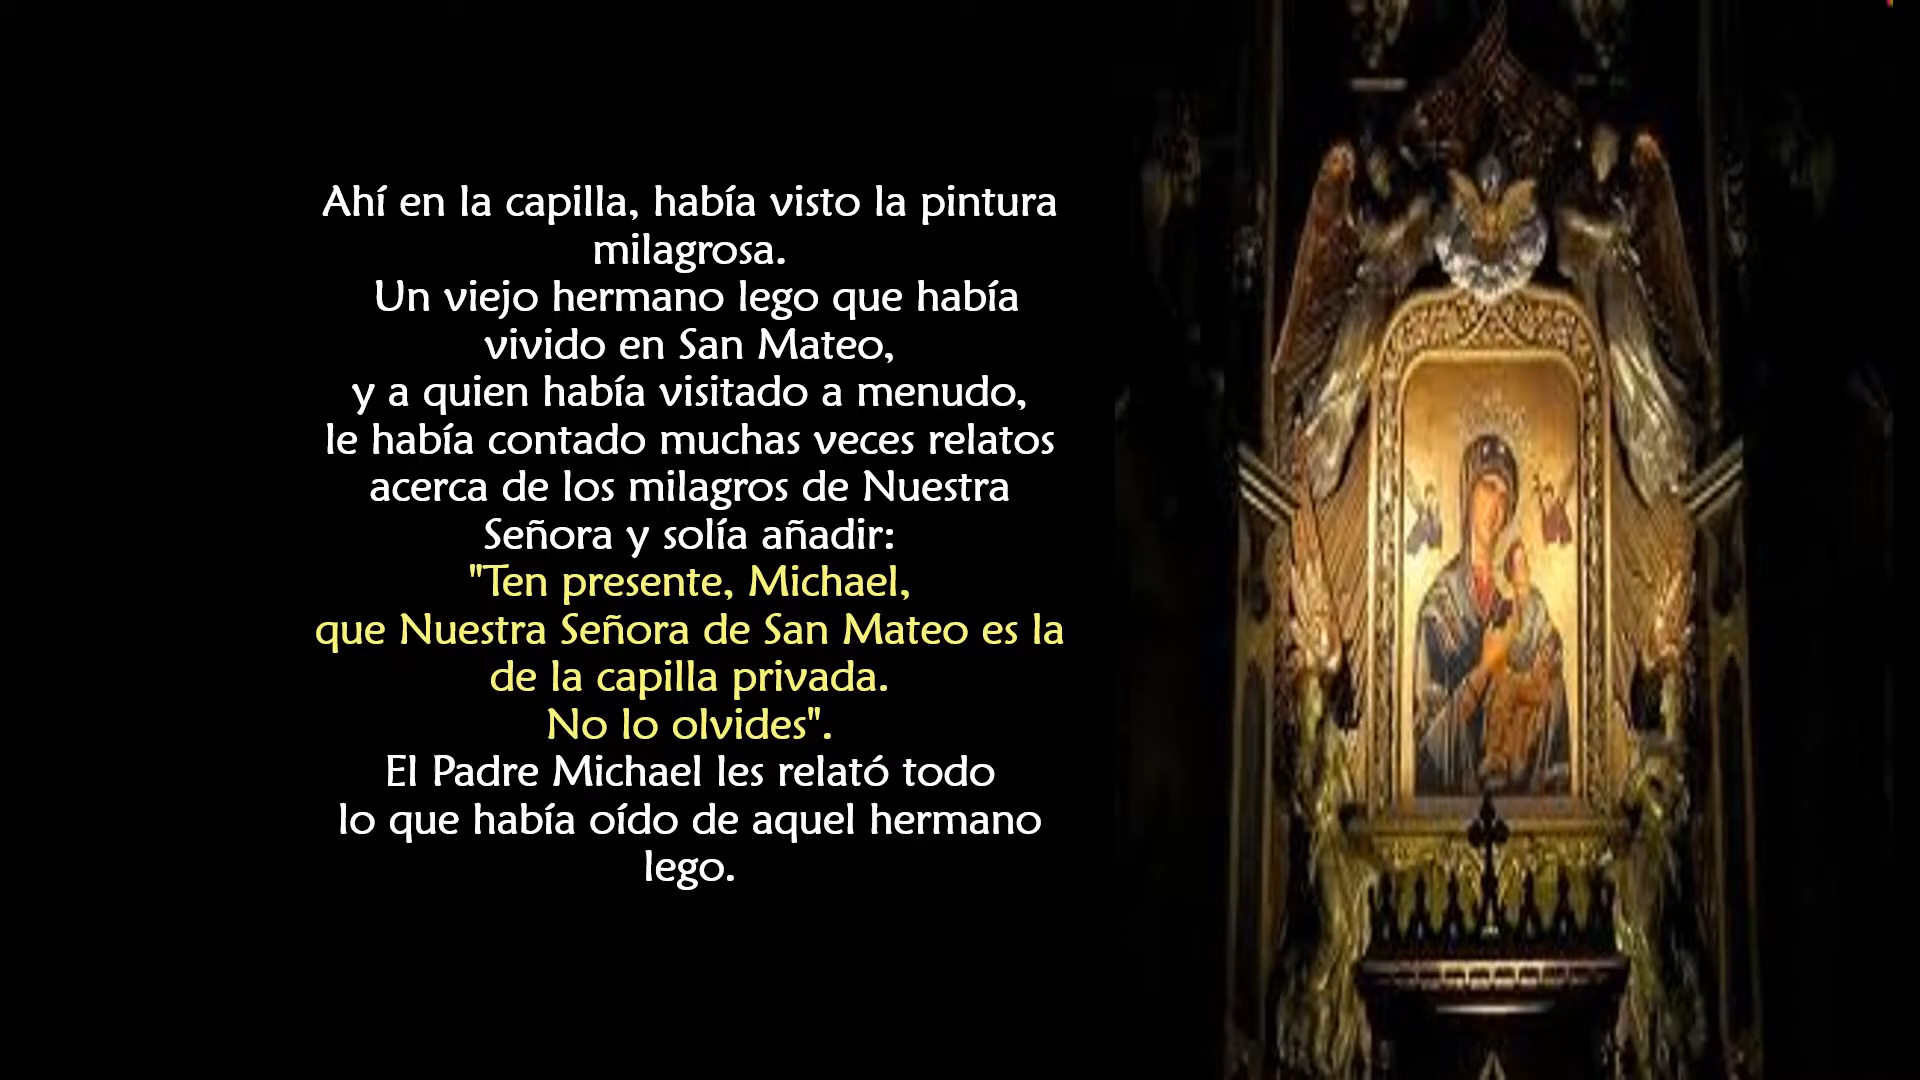 Ahí en la capilla, había visto la pintura
milagrosa.
Un viejo hermano lego que había
vivido en San Mateo,
y a quien había visitado a menudo,
le había contado muchas veces relatos
acerca de los milagros de Nuestra
Señora y solía añadir:
"Ten presente, Michael,
que Nuestra Señora de San Mateo es la
de la capilla privada.
No lo olvides".
El Padre Michael les relató todo
lo que había oído de aquel hermano
lego.